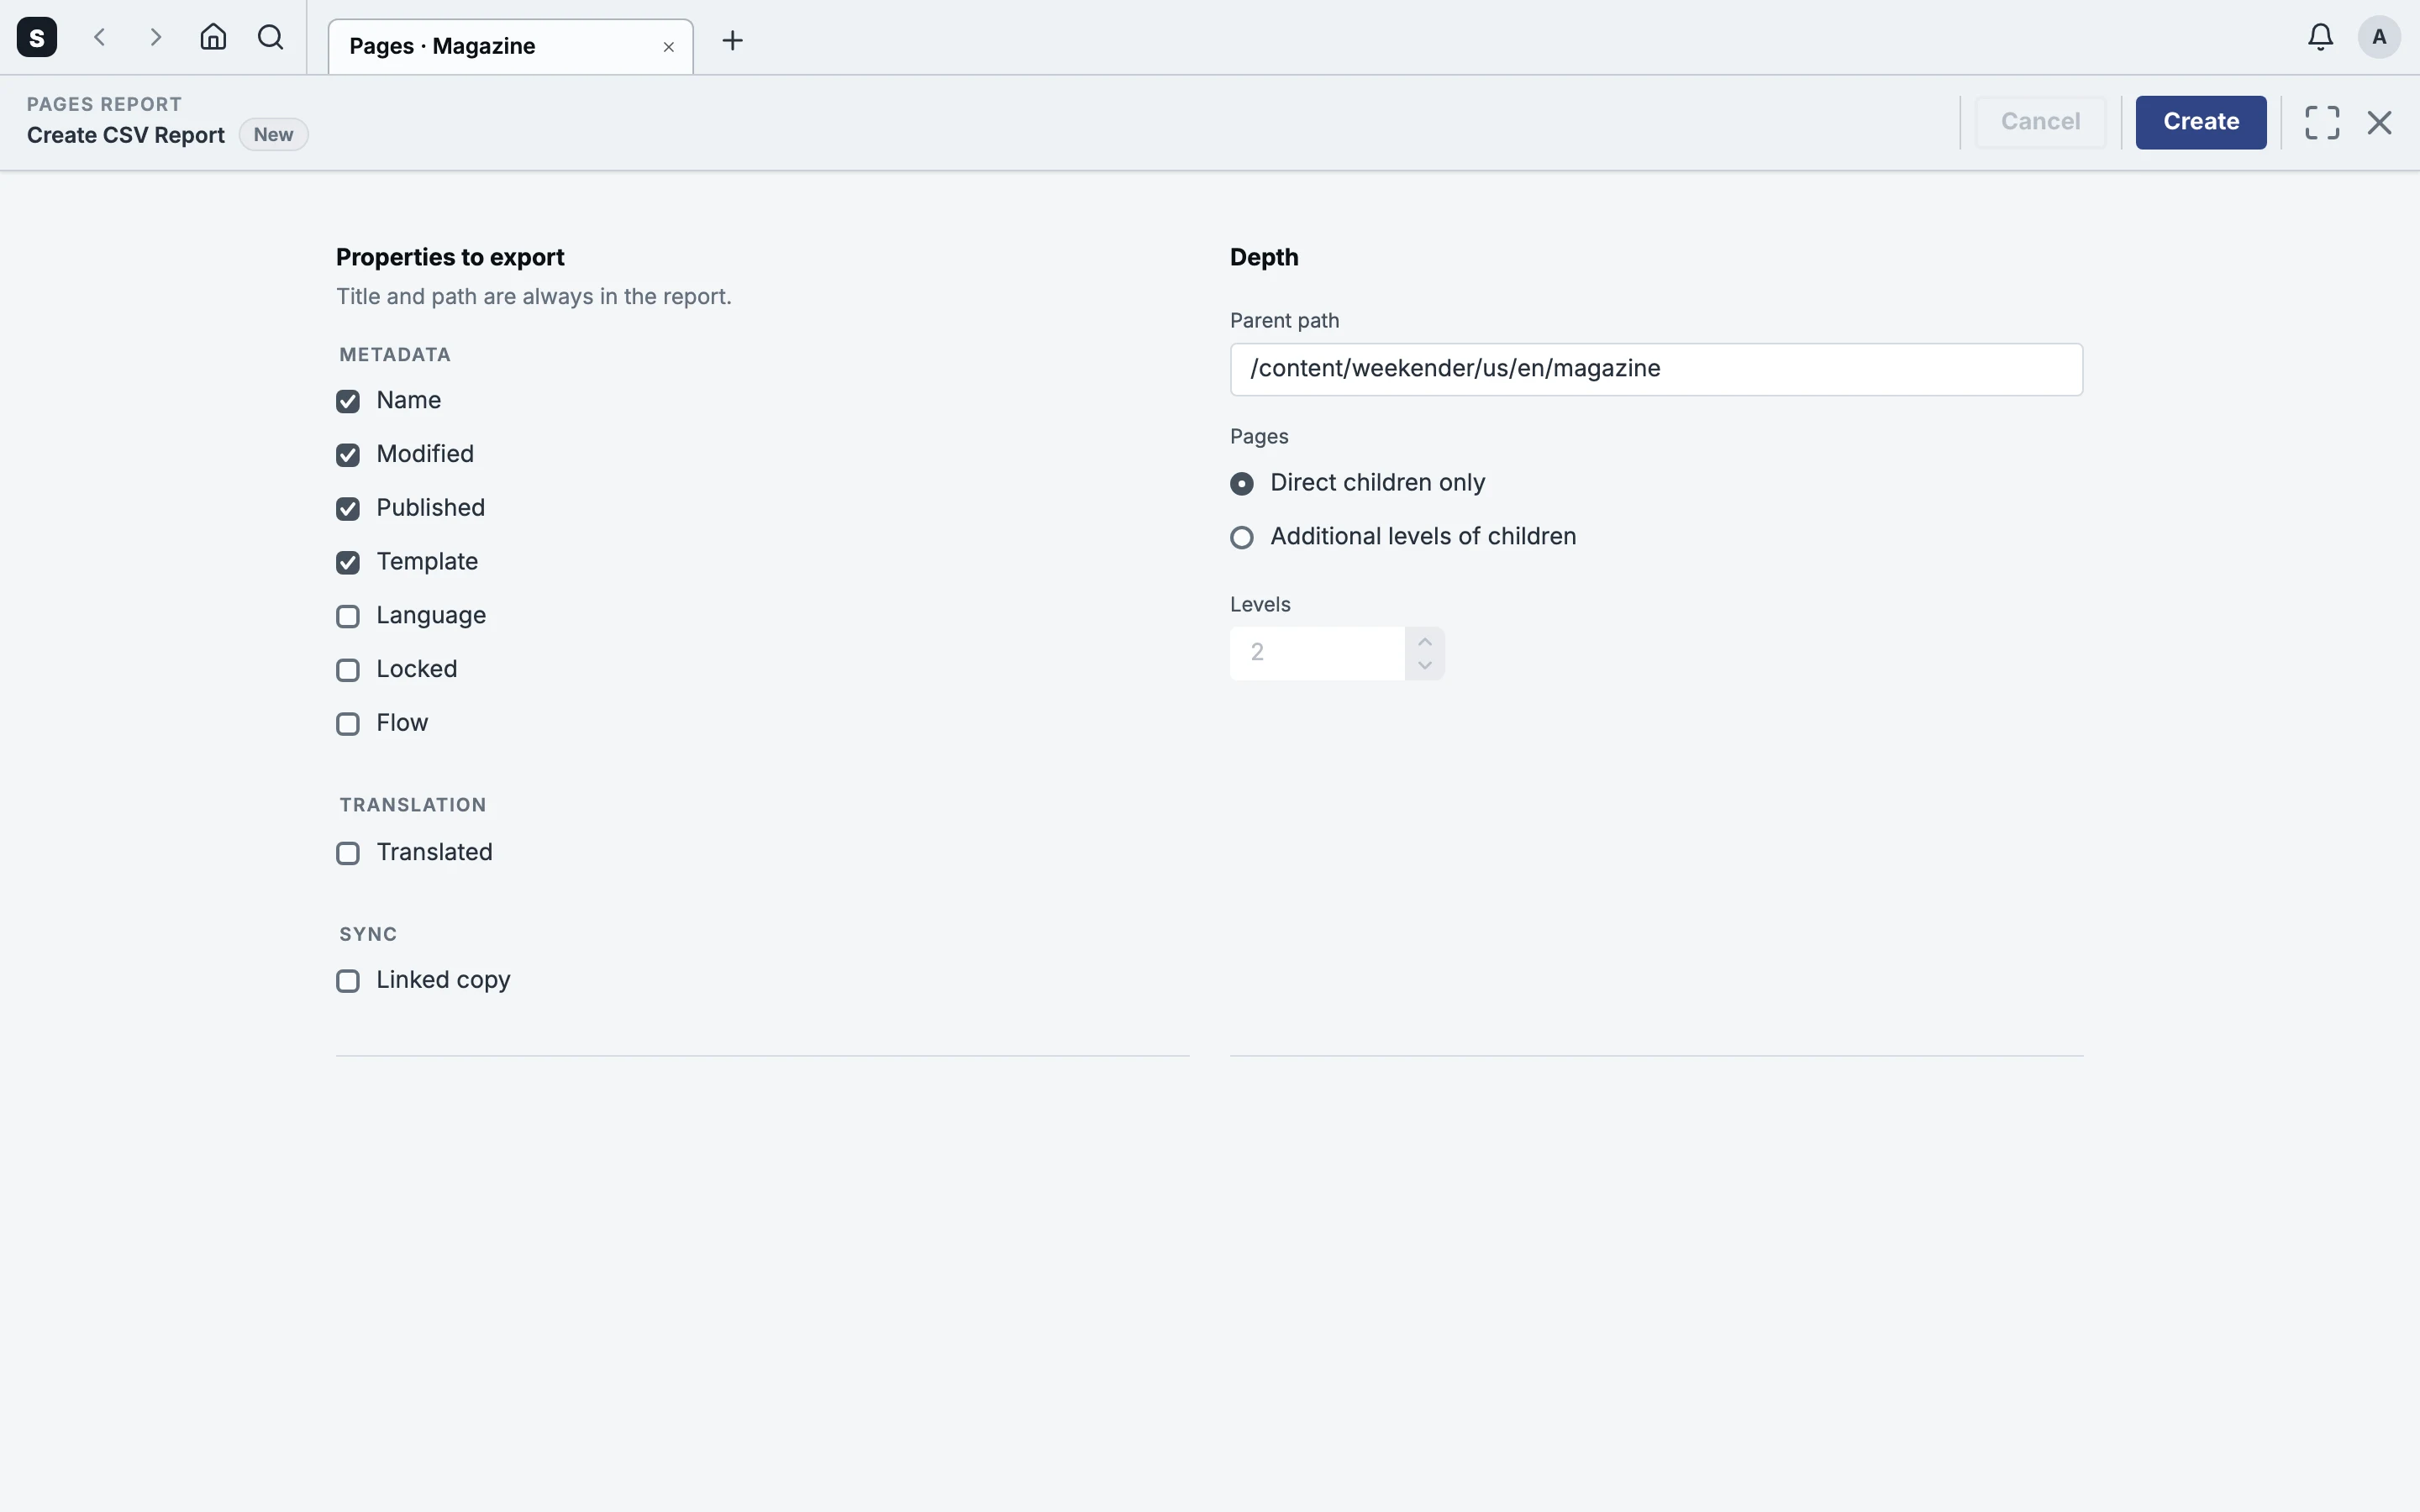 S
Pages · Magazine
A
PAGES REPORT
Create CSV Report New
Cancel
Create
Properties to export
Title and path are always in the report.
METADATA
Name
Modified
Published
Template
Language
Locked
Flow
TRANSLATION
Translated
SYNC
Linked copy
Depth
Parent path
/content/weekender/us/en/magazine
Pages
Direct children only
Additional levels of children
Levels
2